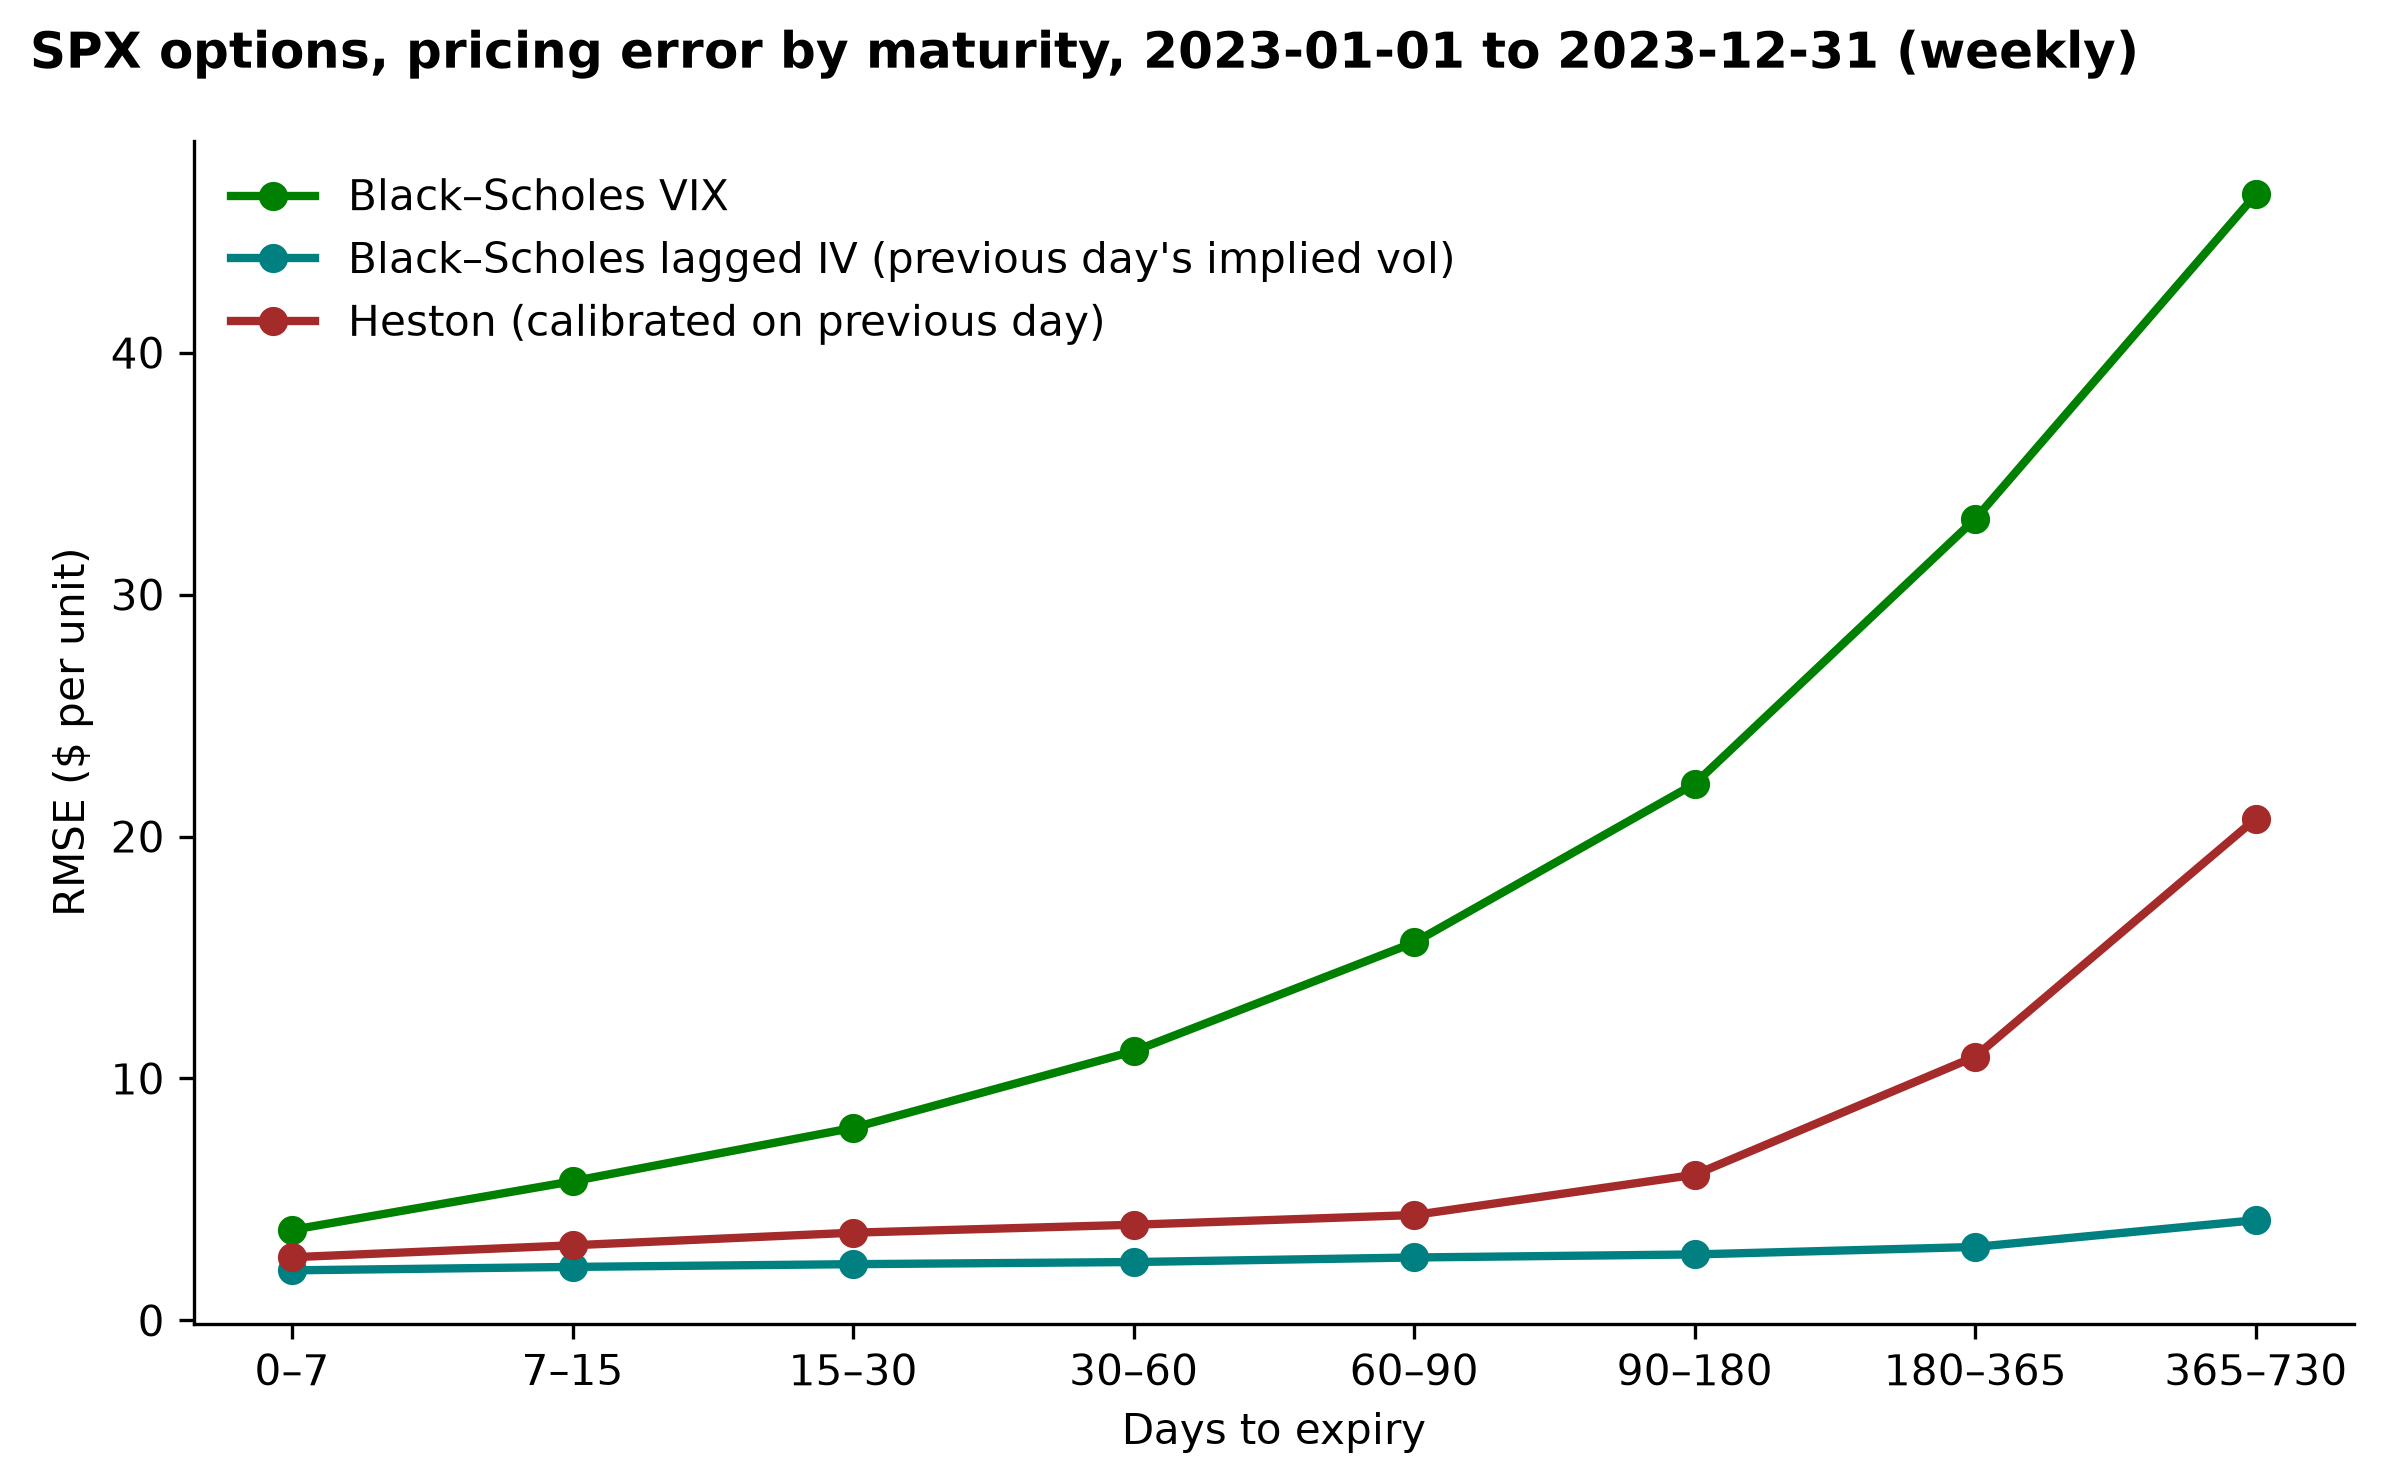 SPX options, pricing error by maturity, 2023-01-01 to 2023-12-31 (weekly)
Black–Scholes VIX
Black–Scholes lagged IV (previous day's implied vol)
Heston (calibrated on previous day)
RMSE ($ per unit)
40
30
20
10
0
0–7 7–15 15–30 30–60 60–90 90–180 180–365 365–730
Days to expiry